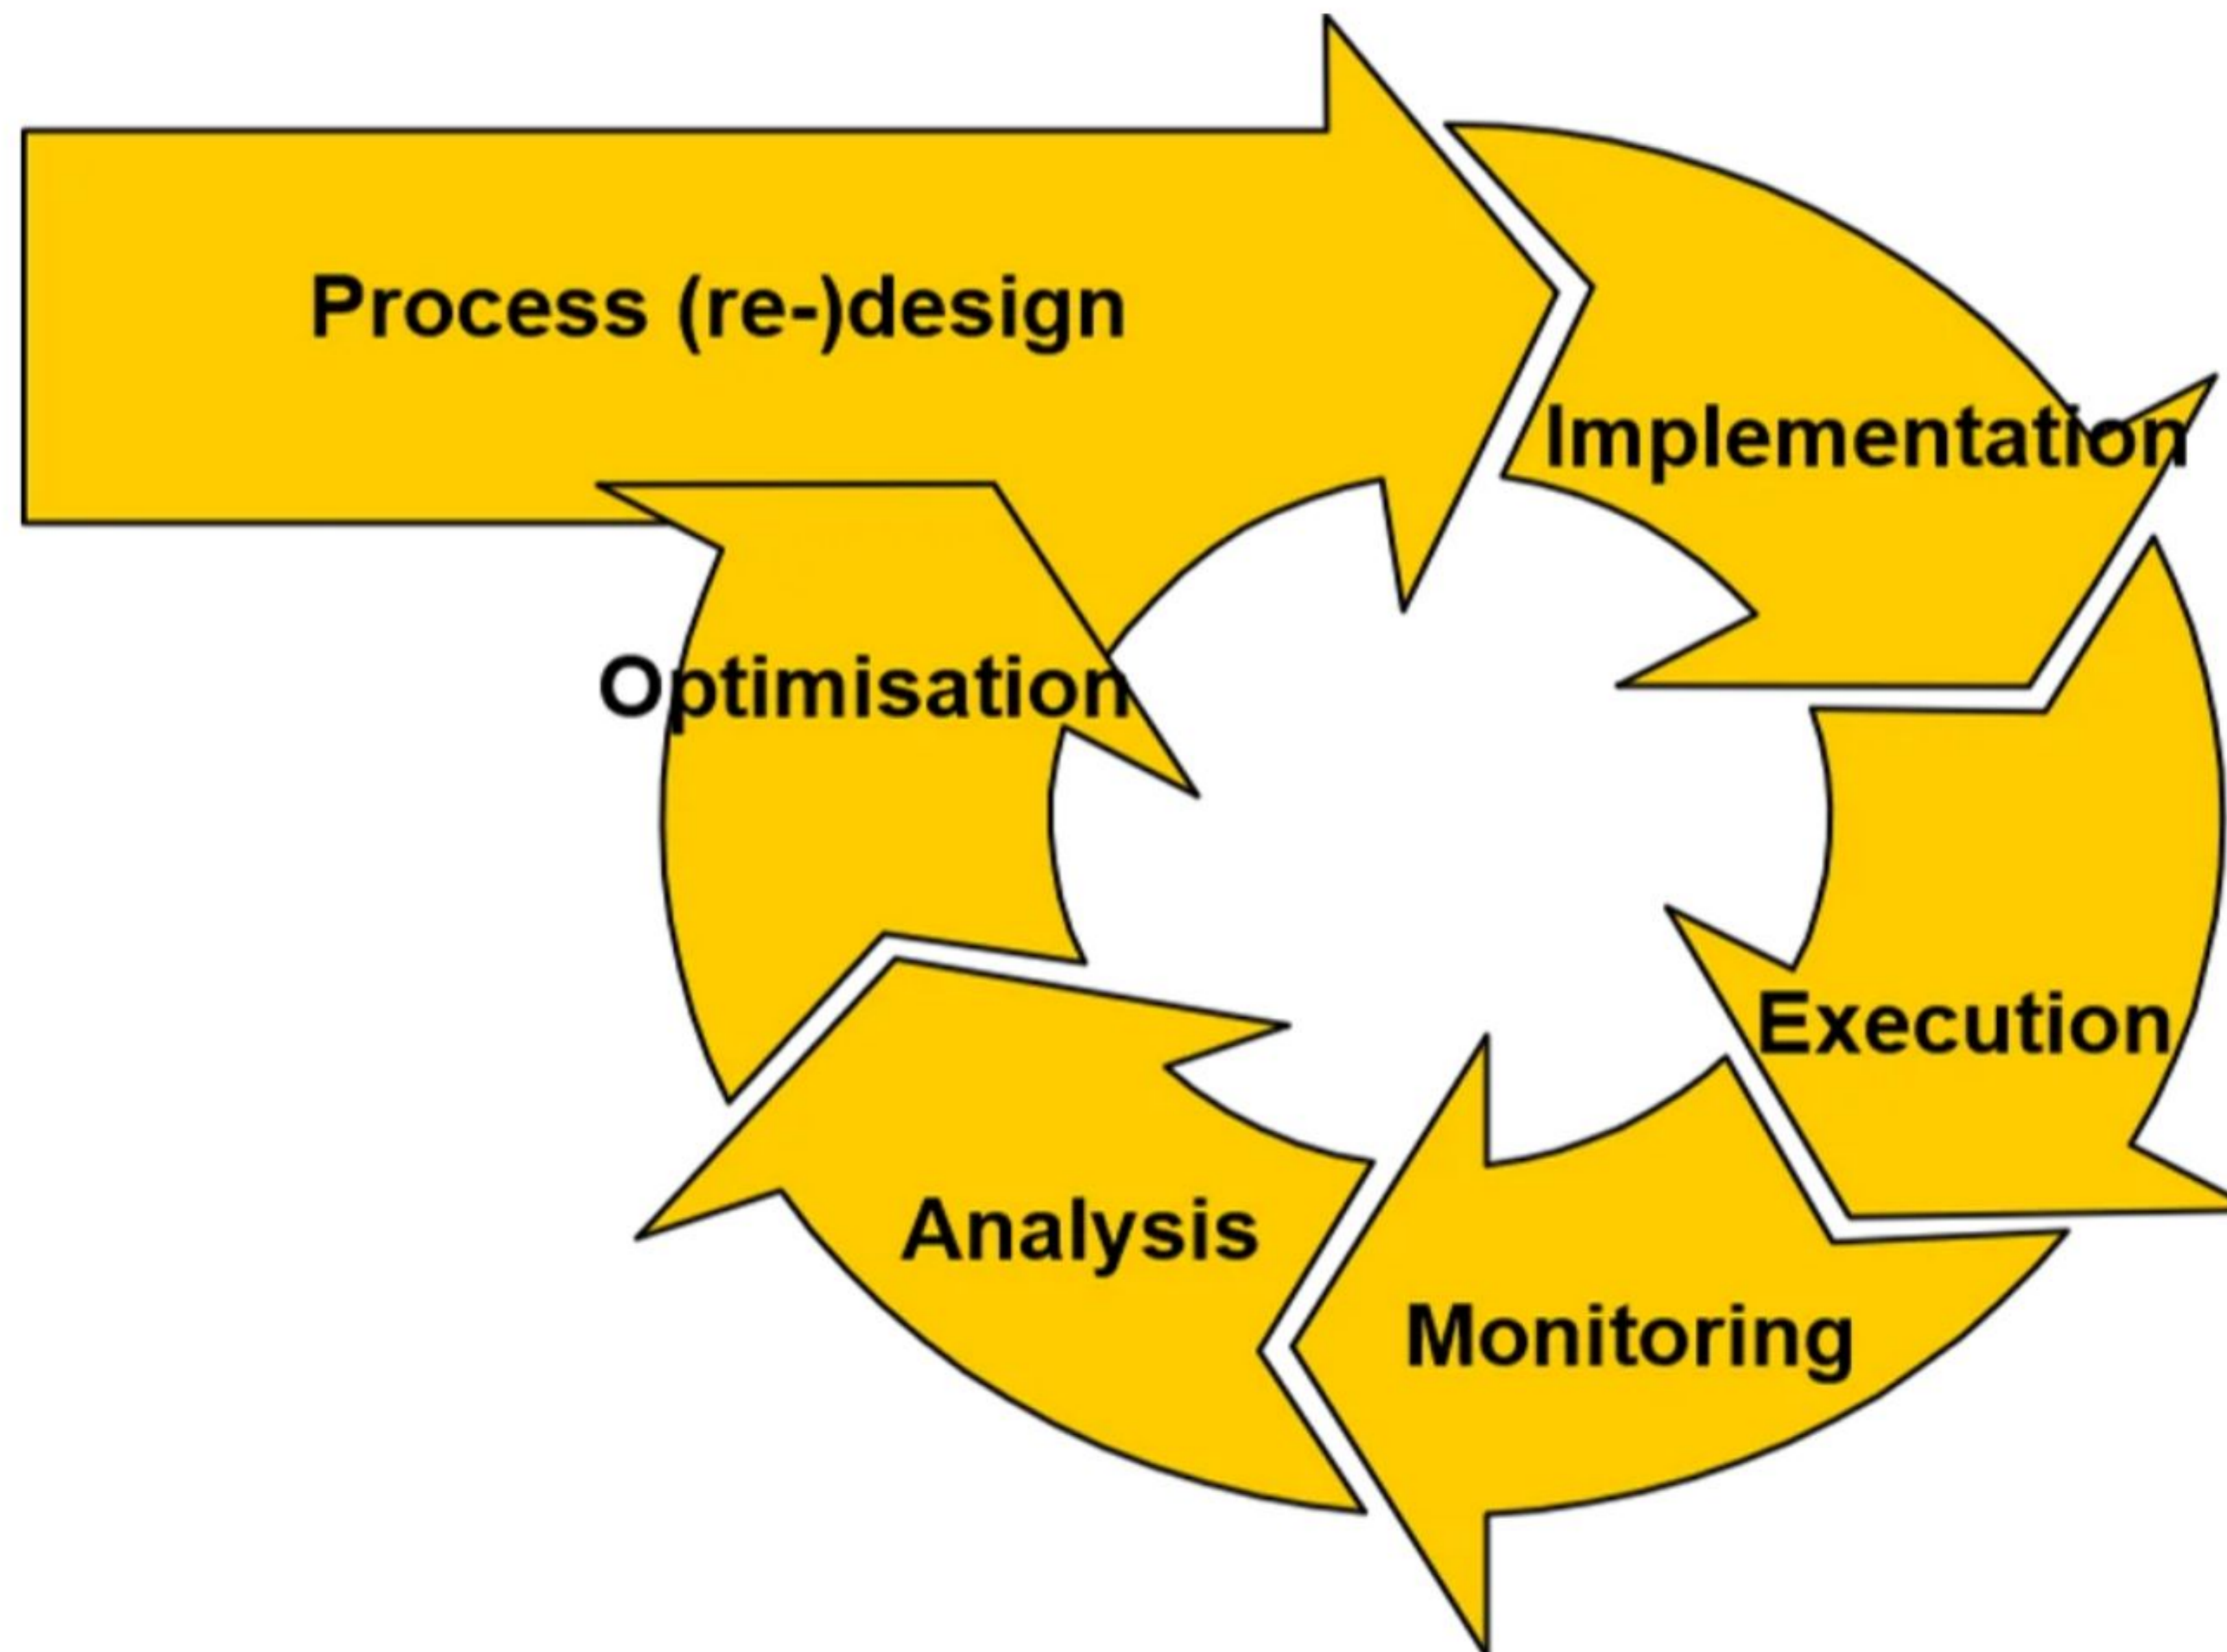 Process (re-)design
Implementation
Execution
Monitoring
Analysis
Optimisation